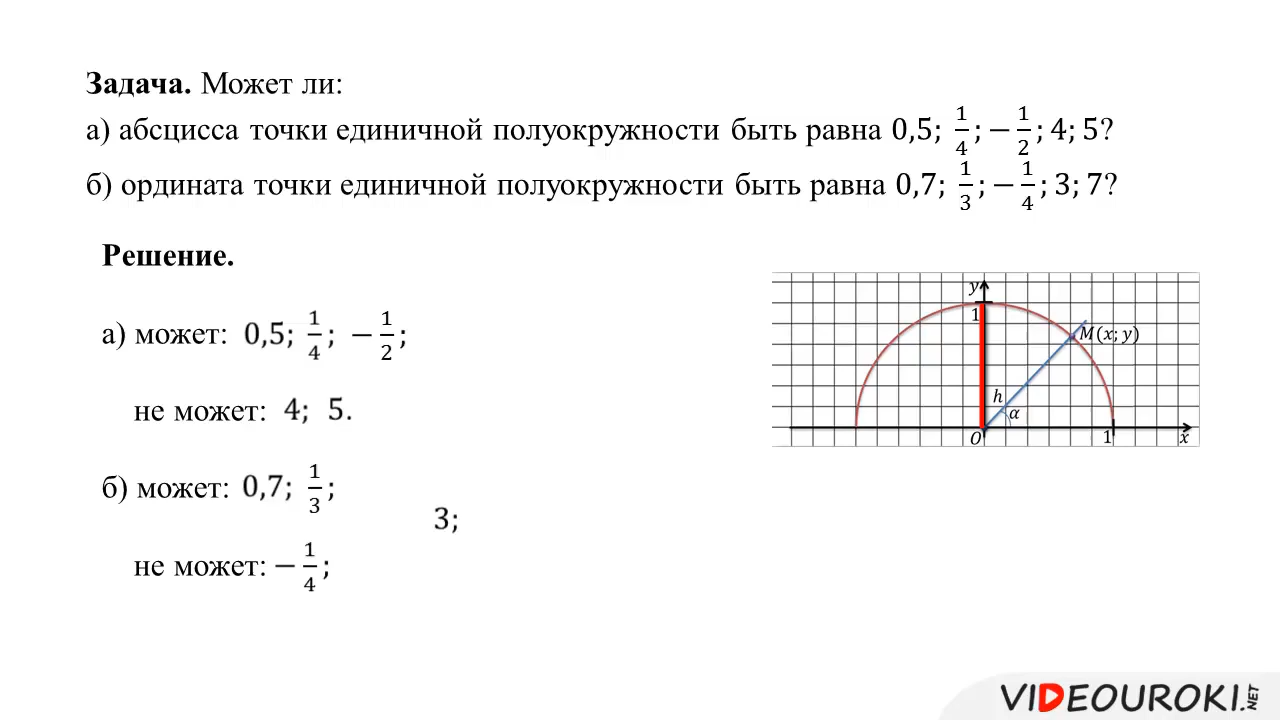 Задача. Может ли:
а) абсцисса точки единичной полуокружности быть равна 0,5; 1/4; −1/2; 4; 5?
б) ордината точки единичной полуокружности быть равна 0,7; 1/3; −1/4; 3; 7?
Решение.
а) может: 0,5; 1/4; −1/2;
не может: 4; 5.
б) может: 0,7; 1/3;
3;
не может: −1/4;
y
1
M(x; y)
h
α
O
1
x
VIDEOUROKI.NET